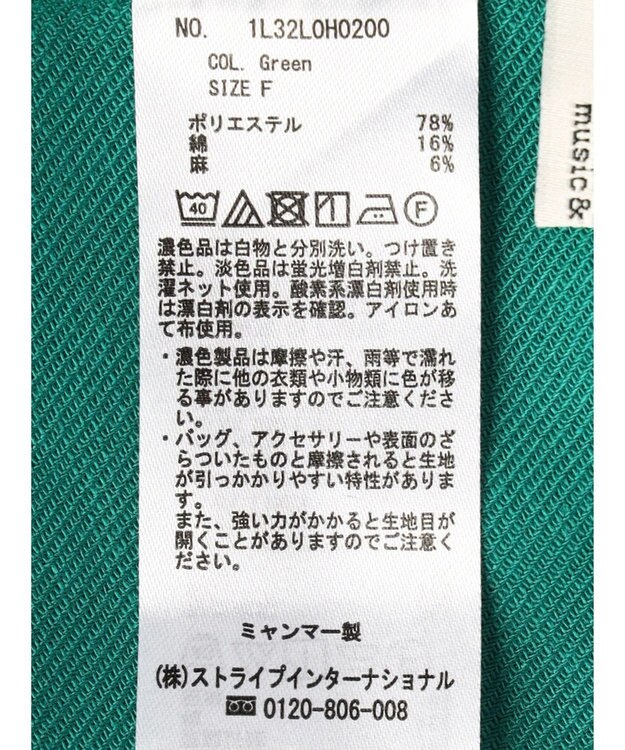 NO. 1L32L0H0200
COL. Green
SIZE F
ポリエステル 78%
綿 16%
麻 6%
40
F
濃色品は白物と分別洗い。つけ置き
禁止。淡色品は蛍光増白剤禁止。洗
濯ネット使用。酸素系漂白剤使用時
は漂白剤の表示を確認。アイロンあ
て布使用。
・濃色製品は摩擦や汗、雨等で濡れ
た際に他の衣類や小物類に色が移
る事がありますのでご注意くださ
い。
・バッグ、アクセサリーや表面のざ
らついたものと摩擦されると生地
が引っかかりやすい特性がありま
す。
また、強い力がかかると生地目が
開くことがありますのでご注意く
ださい。
ミャンマー製
(株)ストライプインターナショナル
0120-806-008
music &